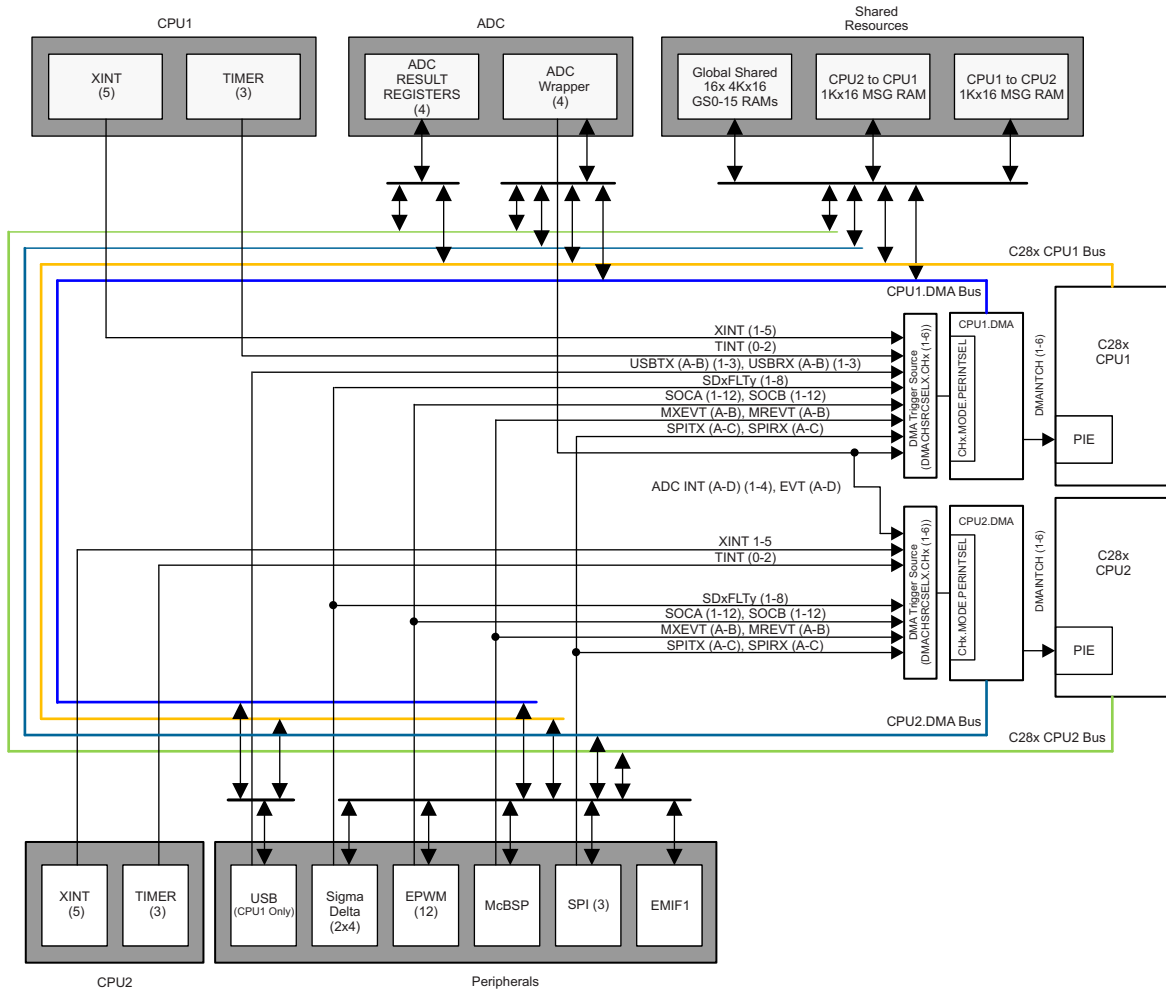 CPU1
ADC
Shared
Resources
XINT
(5)
TIMER
(3)
ADC
RESULT
REGISTERS
(4)
ADC
Wrapper
(4)
Global Shared
16x 4Kx16
GS0-15 RAMs
CPU2 to CPU1
1Kx16 MSG RAM
CPU1 to CPU2
1Kx16 MSG RAM
C28x CPU1 Bus
CPU1.DMA Bus
XINT (1-5)
TINT (0-2)
USBTX (A-B) (1-3), USBRX (A-B) (1-3)
SDxFLTy (1-8)
SOCA (1-12), SOCB (1-12)
MXEVT (A-B), MREVT (A-B)
SPITX (A-C), SPIRX (A-C)
DMA Trigger Source
(DMACHSRCSELX.CHx (1-6))
CPU1.DMA
CHx.MODE.PERINTSEL
DMAINTCH (1-6)
C28x
CPU1
PIE
ADC INT (A-D) (1-4), EVT (A-D)
XINT 1-5
TINT (0-2)
SDxFLTy (1-8)
SOCA (1-12), SOCB (1-12)
MXEVT (A-B), MREVT (A-B)
SPITX (A-C), SPIRX (A-C)
DMA Trigger Source
(DMACHSRCSELX.CHx (1-6))
CPU2.DMA
CHx.MODE.PERINTSEL
DMAINTCH (1-6)
C28x
CPU2
PIE
CPU2.DMA Bus
C28x CPU2 Bus
XINT
(5)
TIMER
(3)
USB
(CPU1 Only)
Sigma
Delta
(2x4)
EPWM
(12)
McBSP
SPI (3)
EMIF1
CPU2
Peripherals